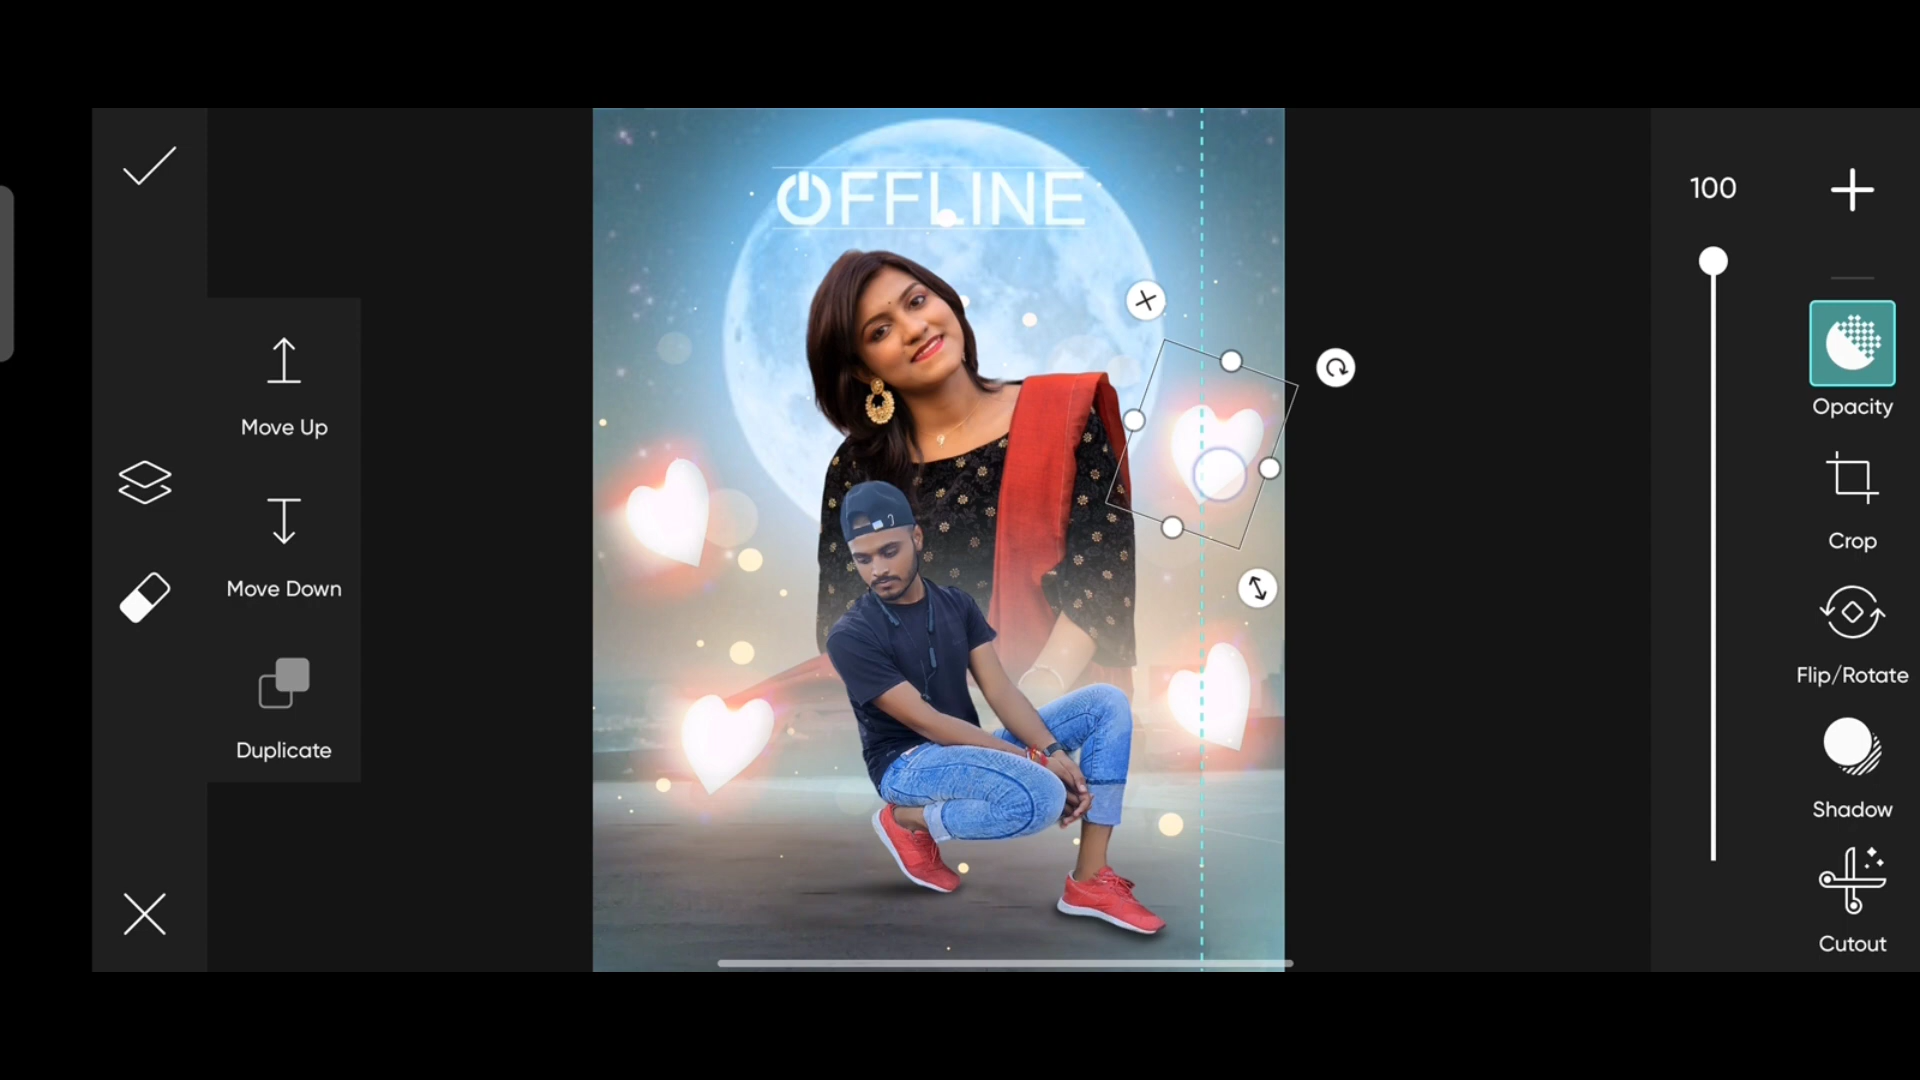 OFFLINE
100
Move Up
Move Down
Duplicate
Opacity
Crop
Flip/Rotate
Shadow
Cutout